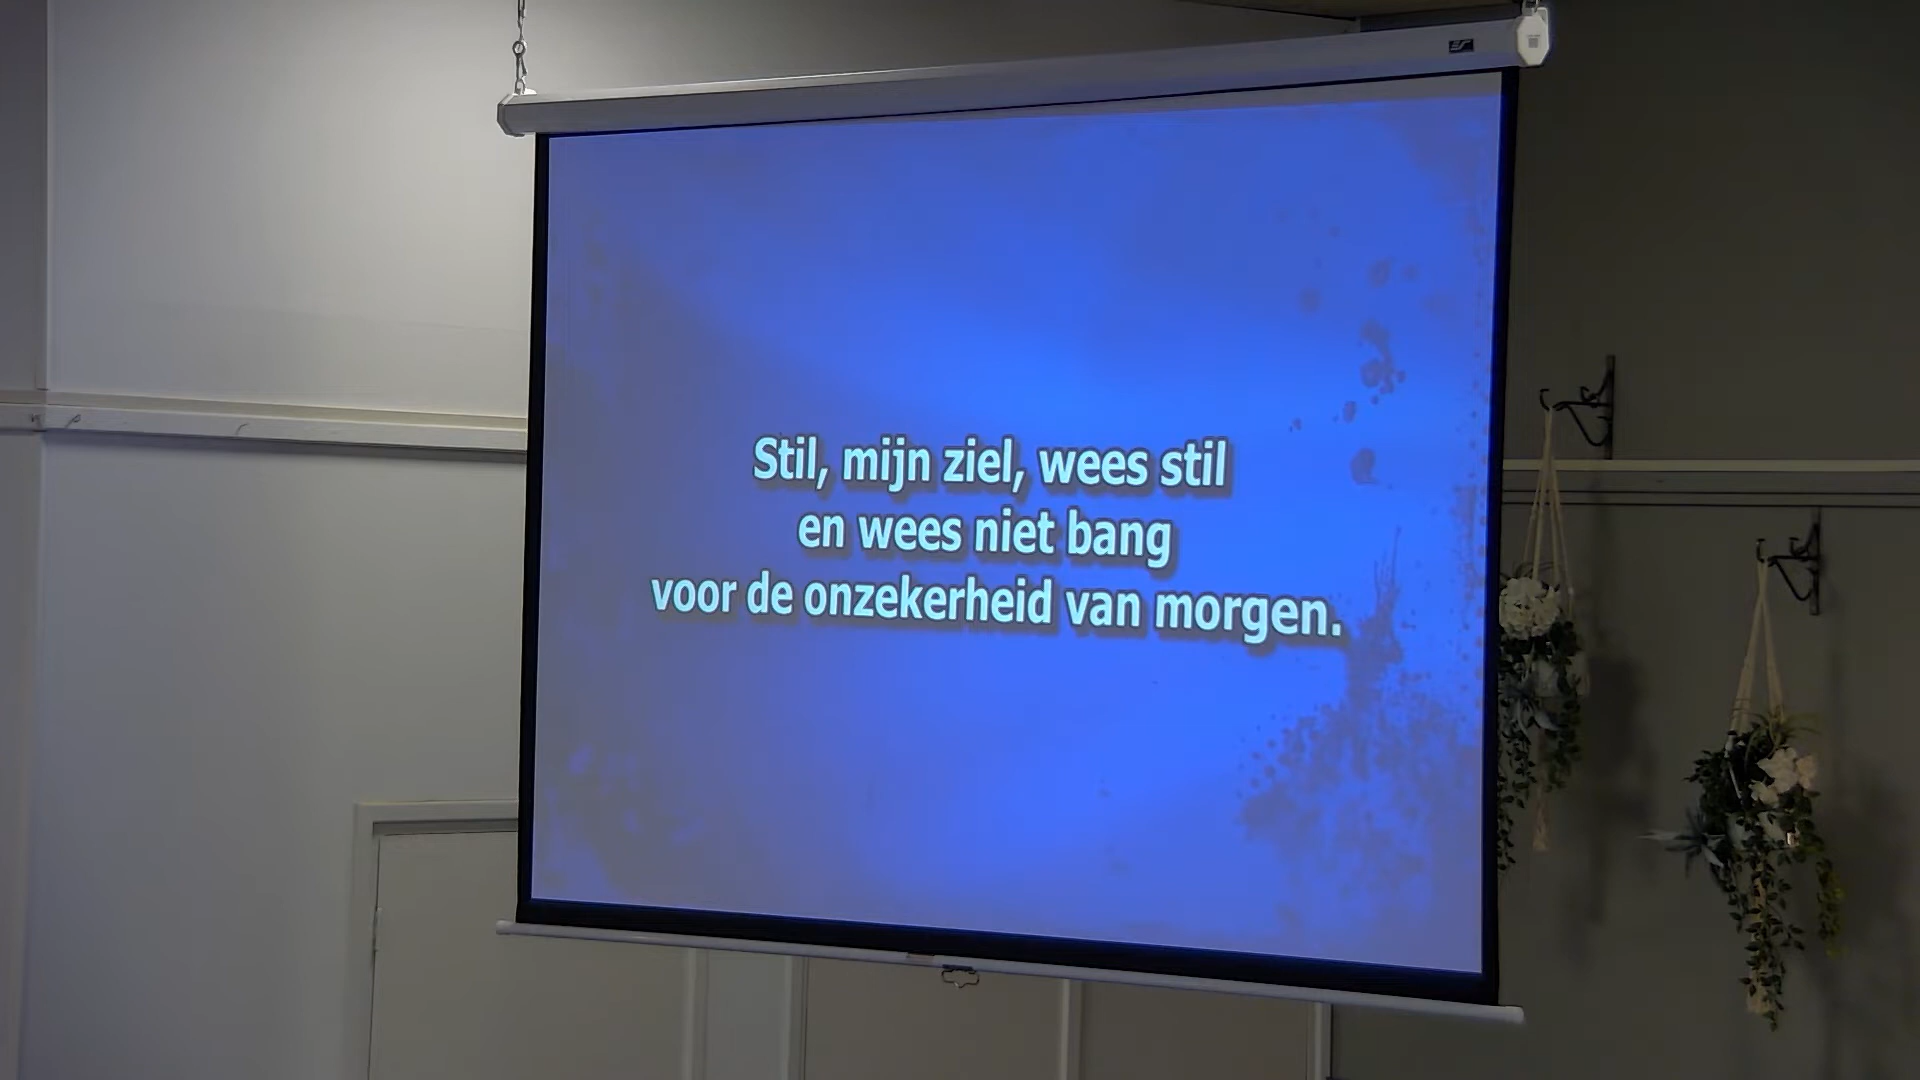 Stil, mijn ziel, wees stil
en wees niet bang
voor de onzekerheid van morgen.